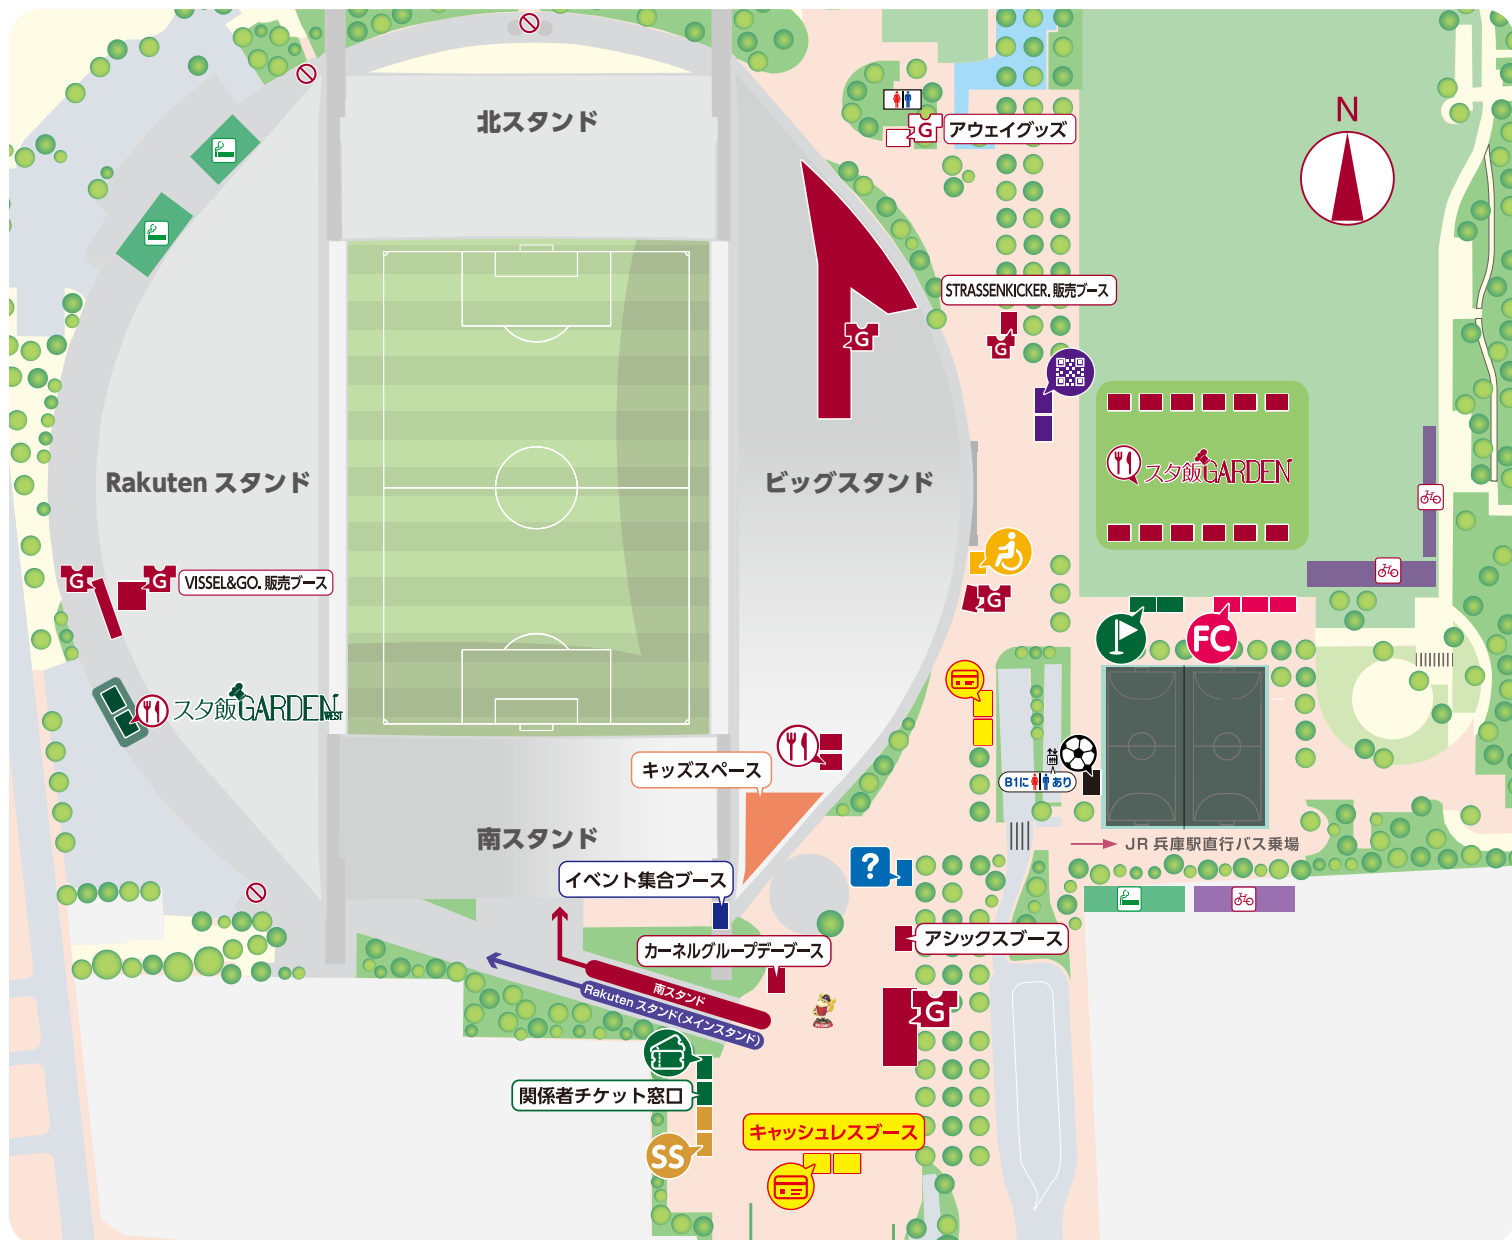 北スタンド
アウェイグッズ
G
N
STRASSENKICKER. 販売ブース
G
G
Rakuten スタンド
ビッグスタンド
スタ飯GARDEN
G
G
VISSEL&GO. 販売ブース
G
FC
スタ飯GARDEN WEST
キッズスペース
B1に
あり
南スタンド
JR 兵庫駅直行バス乗場
?
イベント集合ブース
アシックスブース
カーネルグループデーブース
南スタンド
Rakuten スタンド(メインスタンド)
G
関係者チケット窓口
キャッシュレスブース
SS